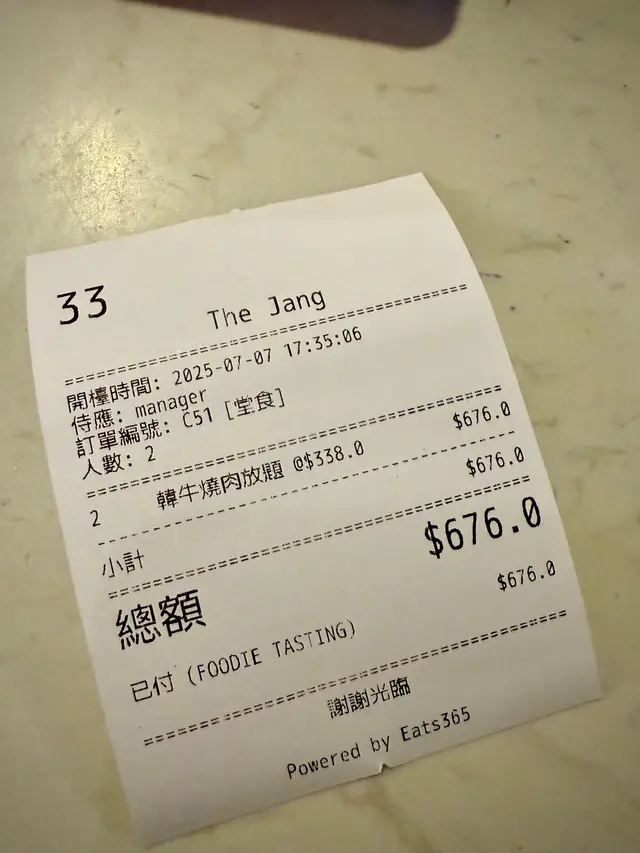 33
The Jang
================================
開檯時間: 2025-07-07 17:35:06
侍應: manager
訂單編號: C51 [堂食]
人數: 2
================================
2 韓牛燒肉放題 @$338.0 $676.0
--------------------------------
小計 $676.0
================================
總額 $676.0
已付 (FOODIE TASTING) $676.0
================================
謝謝光臨
Powered by Eats365